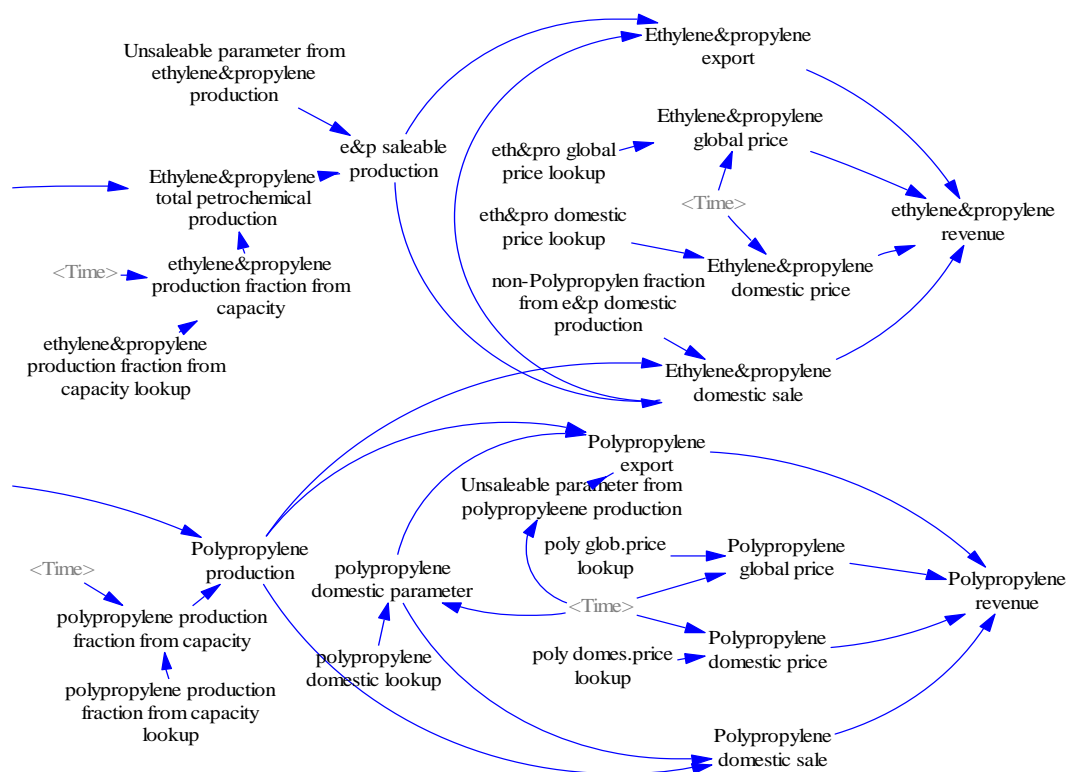 Unsaleable parameter from
ethylene&propylene
production
Ethylene&propylene
export
e&p saleable
production
Ethylene&propylene
global price
eth&pro global
price lookup
Ethylene&propylene
total petrochemical
production
<Time>
eth&pro domestic
price lookup
ethylene&propylene
revenue
<Time>
ethylene&propylene
production fraction from
capacity
Ethylene&propylene
domestic price
non-Polypropylen fraction
from e&p domestic
production
ethylene&propylene
production fraction from
capacity lookup
Ethylene&propylene
domestic sale
Polypropylene
export
Unsaleable parameter from
polypropyleene production
Polypropylene
production
poly glob.price
lookup
Polypropylene
global price
<Time>
polypropylene
domestic parameter
Polypropylene
revenue
<Time>
polypropylene production
fraction from capacity
Polypropylene
domestic price
poly domes.price
lookup
polypropylene
domestic lookup
polypropylene production
fraction from capacity
lookup
Polypropylene
domestic sale